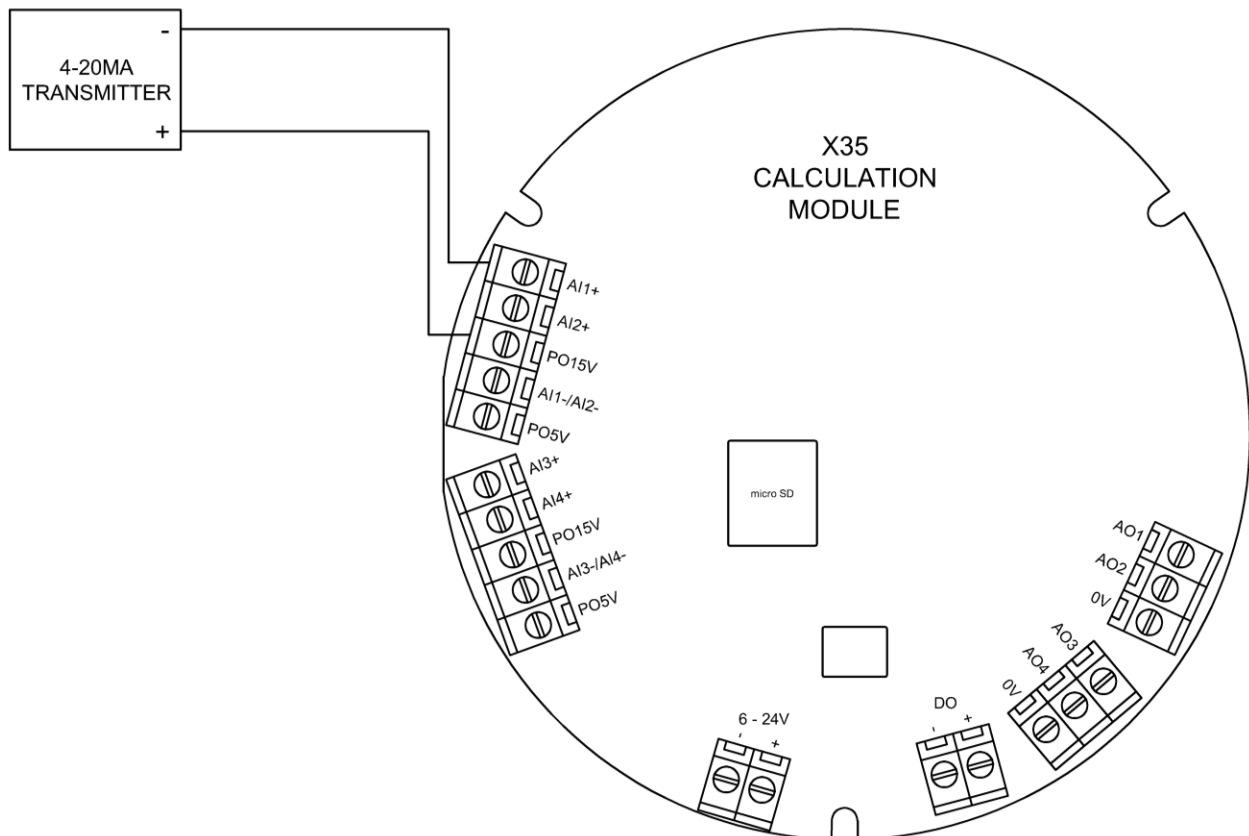 -
4-20MA
TRANSMITTER
+
X35
CALCULATION
MODULE
AI1+
AI2+
PO15V
AI1-/AI2-
PO5V
AI3+
AI4+
PO15V
AI3-/AI4-
PO5V
micro SD
AO1
AO2
0V
AO3
AO4
0V
DO
- +
6 - 24V
- +